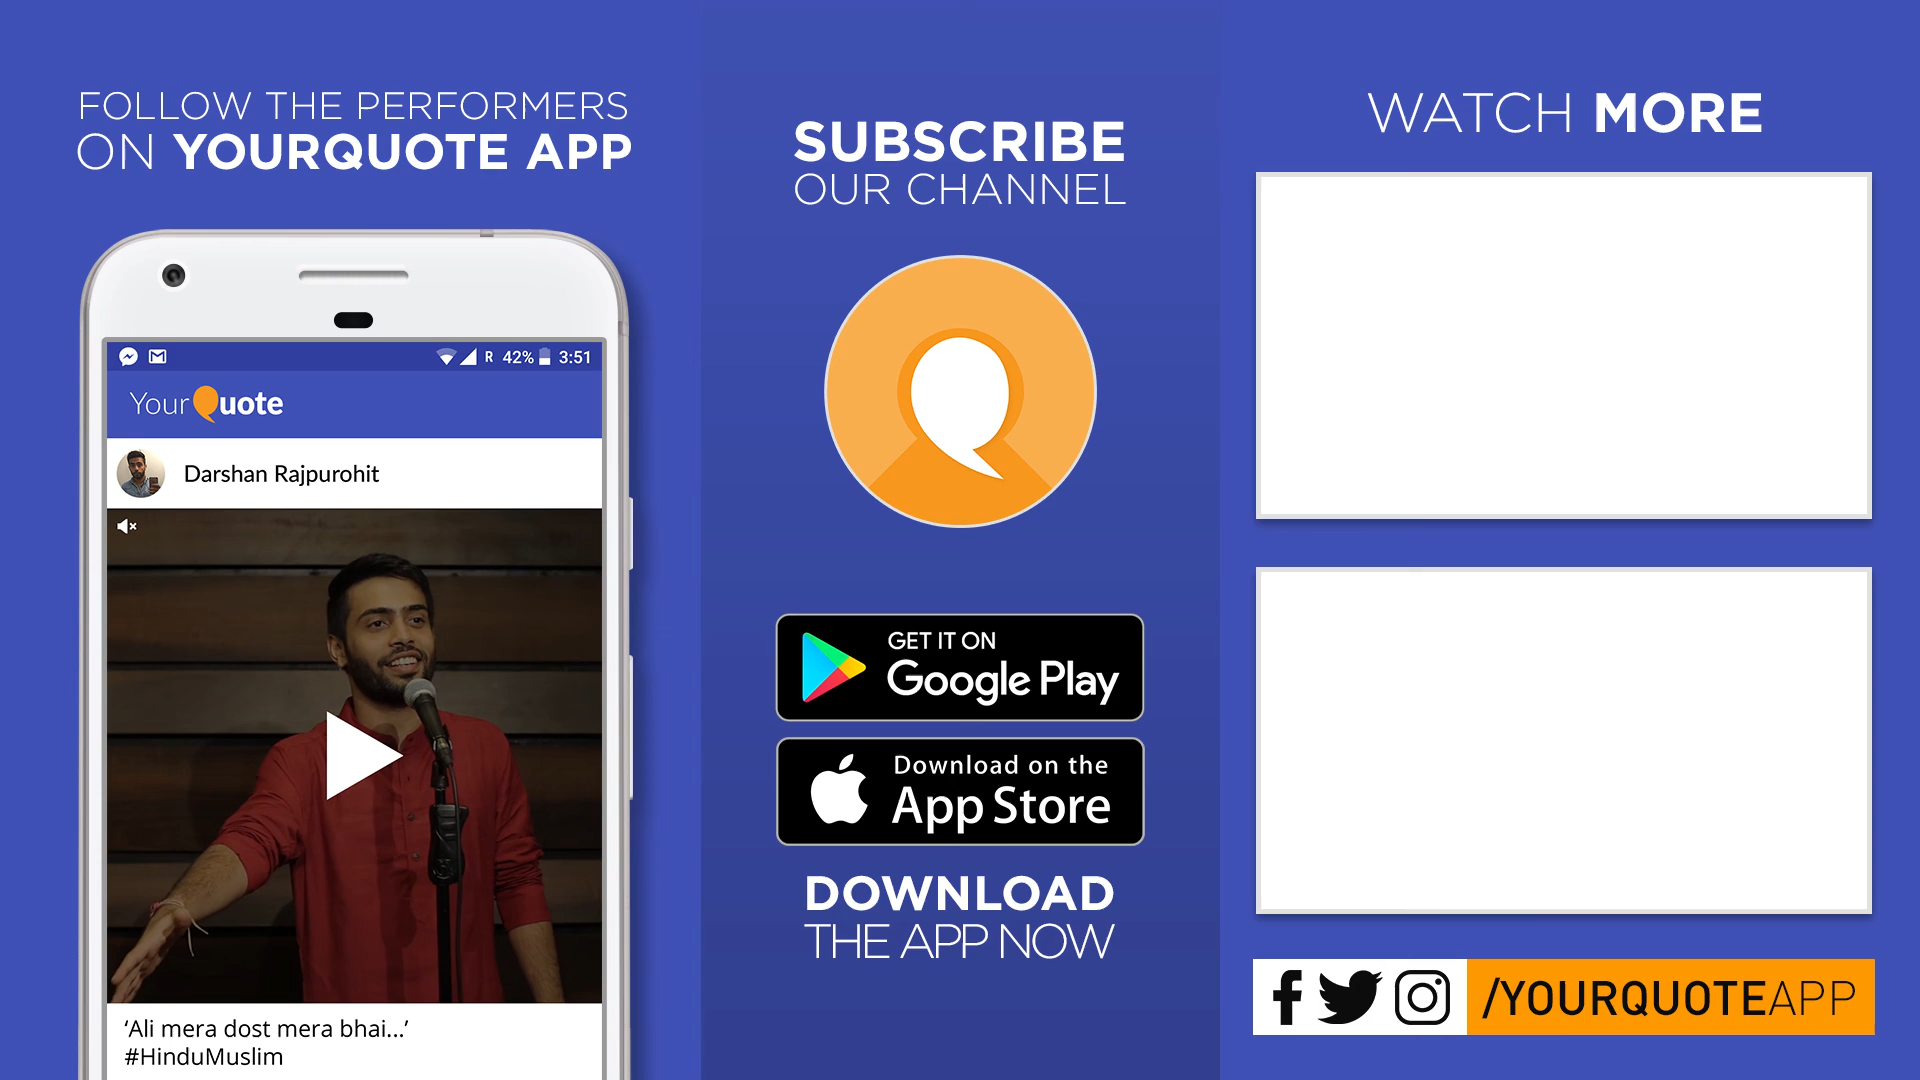 FOLLOW THE PERFORMERS
ON YOURQUOTE APP
R 42% 3:51
YourQuote
Darshan Rajpurohit
‘Ali mera dost mera bhai...’
#HinduMuslim
SUBSCRIBE
OUR CHANNEL
GET IT ON
Google Play
Download on the
App Store
DOWNLOAD
THE APP NOW
WATCH MORE
/YOURQUOTEAPP